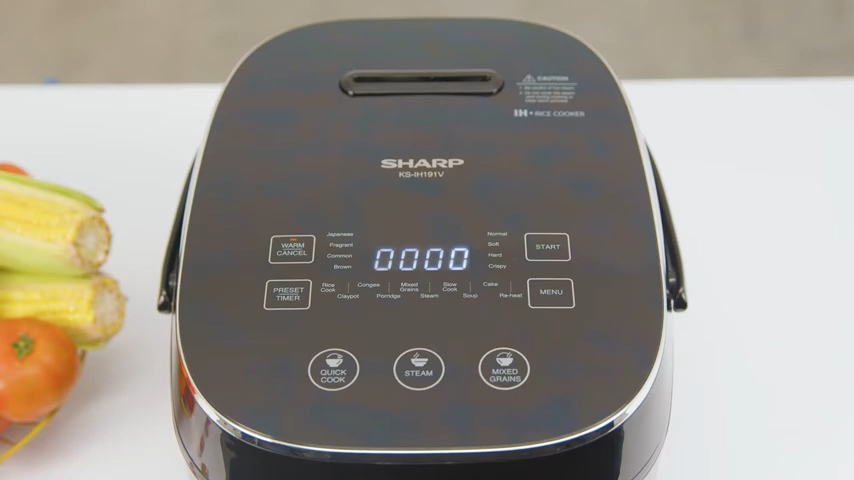 CAUTION
IH • RICE COOKER
SHARP
KS-IH191V
WARM
CANCEL
Japanese
Fragrant
Common
Brown
0000
Normal
Soft
Hard
Crispy
START
PRESET
TIMER
Rice
Cook
Claypot
Congee
Porridge
Mixed
Grains
Steam
Slow
Cook
Soup
Cake
Re-heat
MENU
QUICK
COOK
STEAM
MIXED
GRAINS